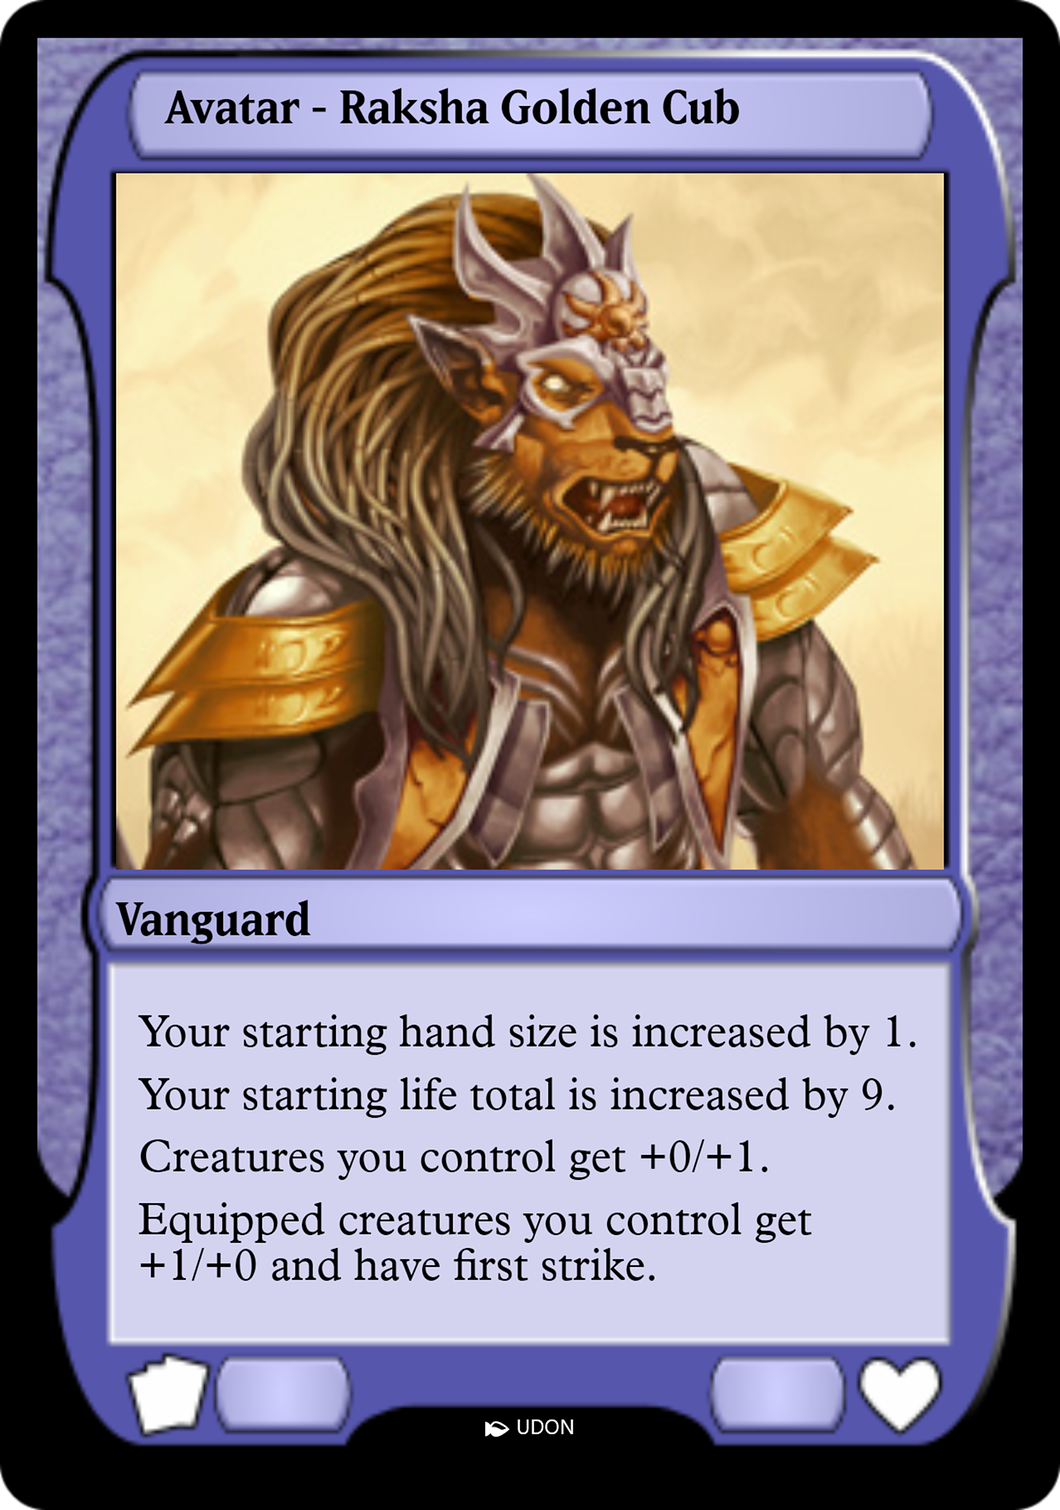 Avatar - Raksha Golden Cub
Vanguard
Your starting hand size is increased by 1.
Your starting life total is increased by 9.
Creatures you control get +0/+1.
Equipped creatures you control get
+1/+0 and have first strike.
UDON